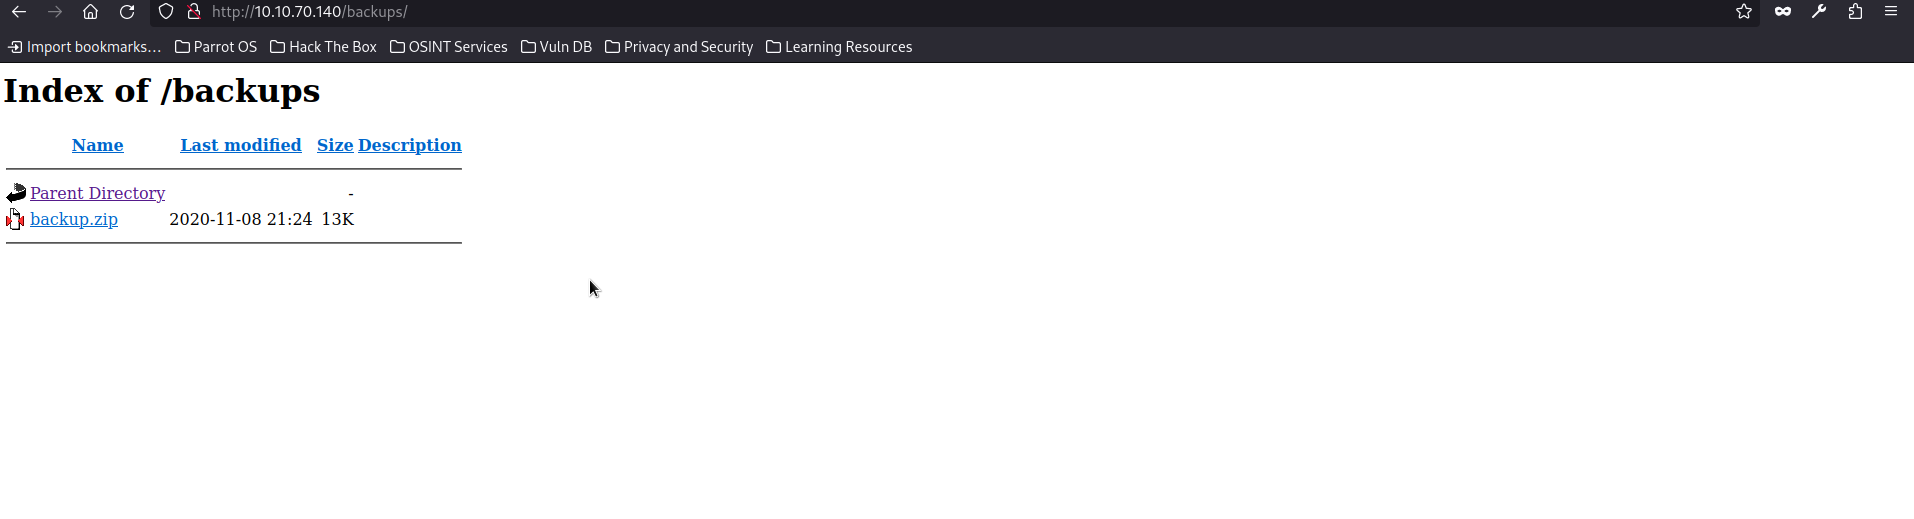 http://10.10.70.140/backups/
Import bookmarks... Parrot OS Hack The Box OSINT Services Vuln DB Privacy and Security Learning Resources
Index of /backups
Name Last modified Size Description
Parent Directory -
backup.zip 2020-11-08 21:24 13K